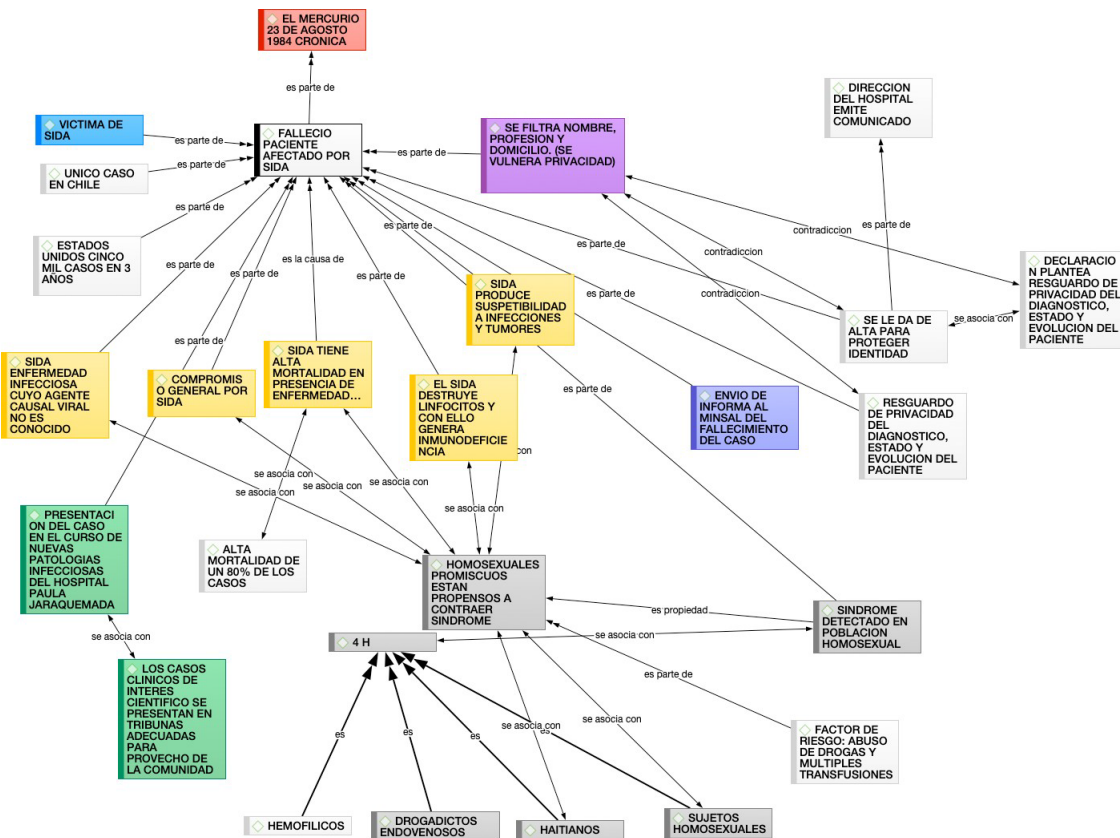 EL MERCURIO
23 DE AGOSTO
1984 CRONICA
es parte de
VICTIMA DE
SIDA
es parte de
FALLECIO
PACIENTE
AFECTADO POR
SIDA
es parte de
SE FILTRA NOMBRE,
PROFESION Y
DOMICILIO. (SE
VULNERA PRIVACIDAD)
DIRECCION
DEL HOSPITAL
EMITE
COMUNICADO
UNICO CASO
EN CHILE
es parte de
es parte de
ESTADOS
UNIDOS CINCO
MIL CASOS EN 3
AÑOS
es parte de
es parte de
es la causa de
es parte de
es parte de
es parte de
es parte de
contradiccion
contradiccion
contradiccion
es parte de
es parte de
SIDA
PRODUCE
SUSPETIBILIDAD
A INFECCIONES
Y TUMORES
DECLARACIO
N PLANTEA
RESGUARDO DE
PRIVACIDAD DEL
DIAGNOSTICO,
ESTADO Y
EVOLUCION DEL
PACIENTE
SE LE DA DE
ALTA PARA
PROTEGER
IDENTIDAD
se asocia con
SIDA
ENFERMEDAD
INFECCIOSA
CUYO AGENTE
CAUSAL VIRAL
NO ES
CONOCIDO
COMPROMIS
O GENERAL POR
SIDA
SIDA TIENE
ALTA
MORTALIDAD EN
PRESENCIA DE
ENFERMEDAD...
EL SIDA
DESTRUYE
LINFOCITOS Y
CON ELLO
GENERA
INMUNODEFICIE
NCIA
con
es parte de
ENVIO DE
INFORMA AL
MINSAL DEL
FALLECIMIENTO
DEL CASO
RESGUARDO
DE PRIVACIDAD
DEL
DIAGNOSTICO,
ESTADO Y
EVOLUCION DEL
PACIENTE
se asocia con
se asocia con
se asocia con
se asocia con
se asocia con
PRESENTACI
ON DEL CASO
EN EL CURSO DE
NUEVAS
PATOLOGIAS
INFECCIOSAS
DEL HOSPITAL
PAULA
JARAQUEMADA
ALTA
MORTALIDAD DE
UN 80% DE LOS
CASOS
HOMOSEXUALES
PROMISCUOS
ESTAN
PROPENSOS A
CONTRAER
SINDROME
es propiedad
SINDROME
DETECTADO EN
POBLACION
HOMOSEXUAL
se asocia con
4 H
se asocia con
LOS CASOS
CLINICOS DE
INTERES
CIENTIFICO SE
PRESENTAN EN
TRIBUNAS
ADECUADAS
PARA
PROVECHO DE
LA COMUNIDAD
es parte de
se asocia con
se asocia con
es
es
es
es
FACTOR DE
RIESGO: ABUSO
DE DROGAS Y
MULTIPLES
TRANSFUSIONES
HEMOFILICOS
DROGADICTOS
ENDOVENOSOS
HAITIANOS
SUJETOS
HOMOSEXUALES